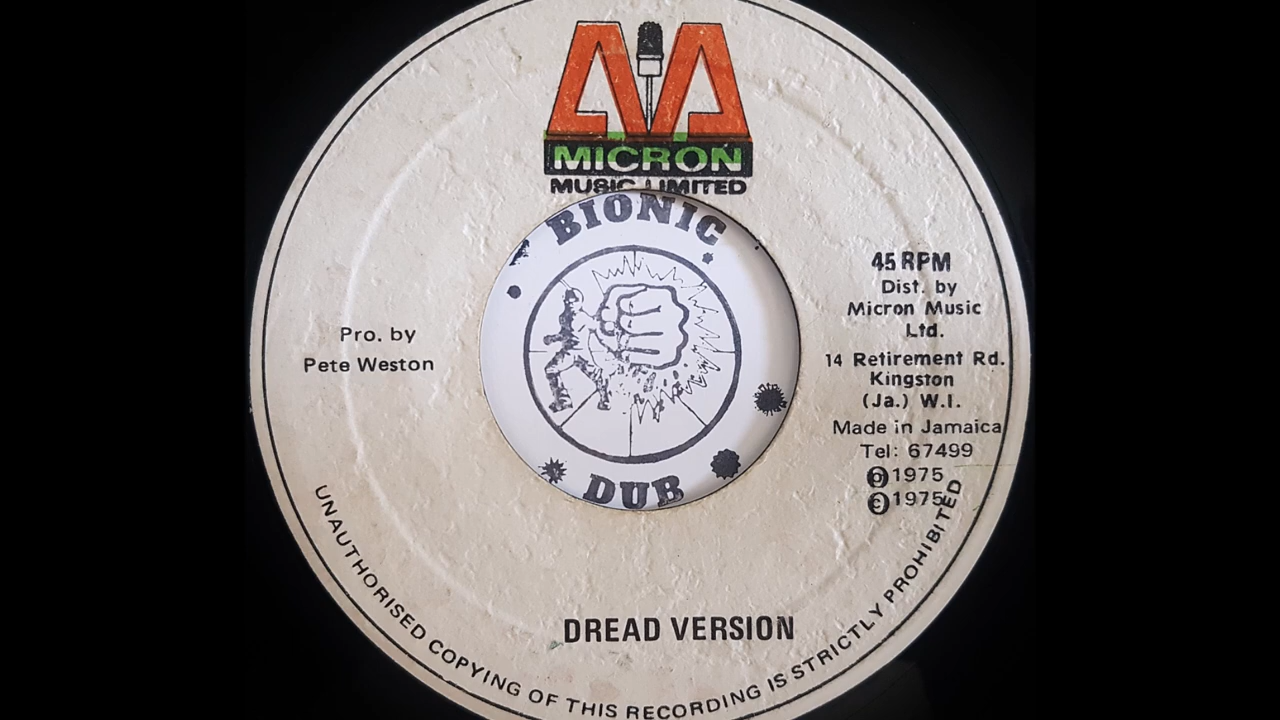 MICRON
MUSIC LIMITED
BIONIC
DUB
Pro. by
Pete Weston
45 RPM
Dist. by
Micron Music
Ltd.
14 Retirement Rd.
Kingston
(Ja.) W.I.
Made in Jamaica
Tel: 67499
℗ 1975
© 1975
DREAD VERSION
UNAUTHORISED COPYING OF THIS RECORDING IS STRICTLY PROHIBITED